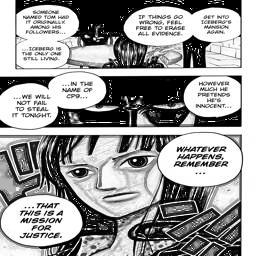 GET INTO
ICEBERG'S
MANSION
AGAIN.
IF THINGS GO
WRONG, FEEL
FREE TO ERASE
ALL EVIDENCE.
SOMEONE
NAMED TOM HAD
IT ORIGINALLY
AMONG HIS
FOLLOWERS...
...ICEBERG IS THE
ONLY ONE
STILL LIVING.
HOWEVER
MUCH HE
PRETENDS
HE'S
INNOCENT...
...IN THE
NAME OF
CP9...
...WE WILL
NOT FAIL
TO STEAL
IT TONIGHT.
WHATEVER
HAPPENS,
REMEMBER
...
...THAT
THIS IS A
MISSION
FOR
JUSTICE.